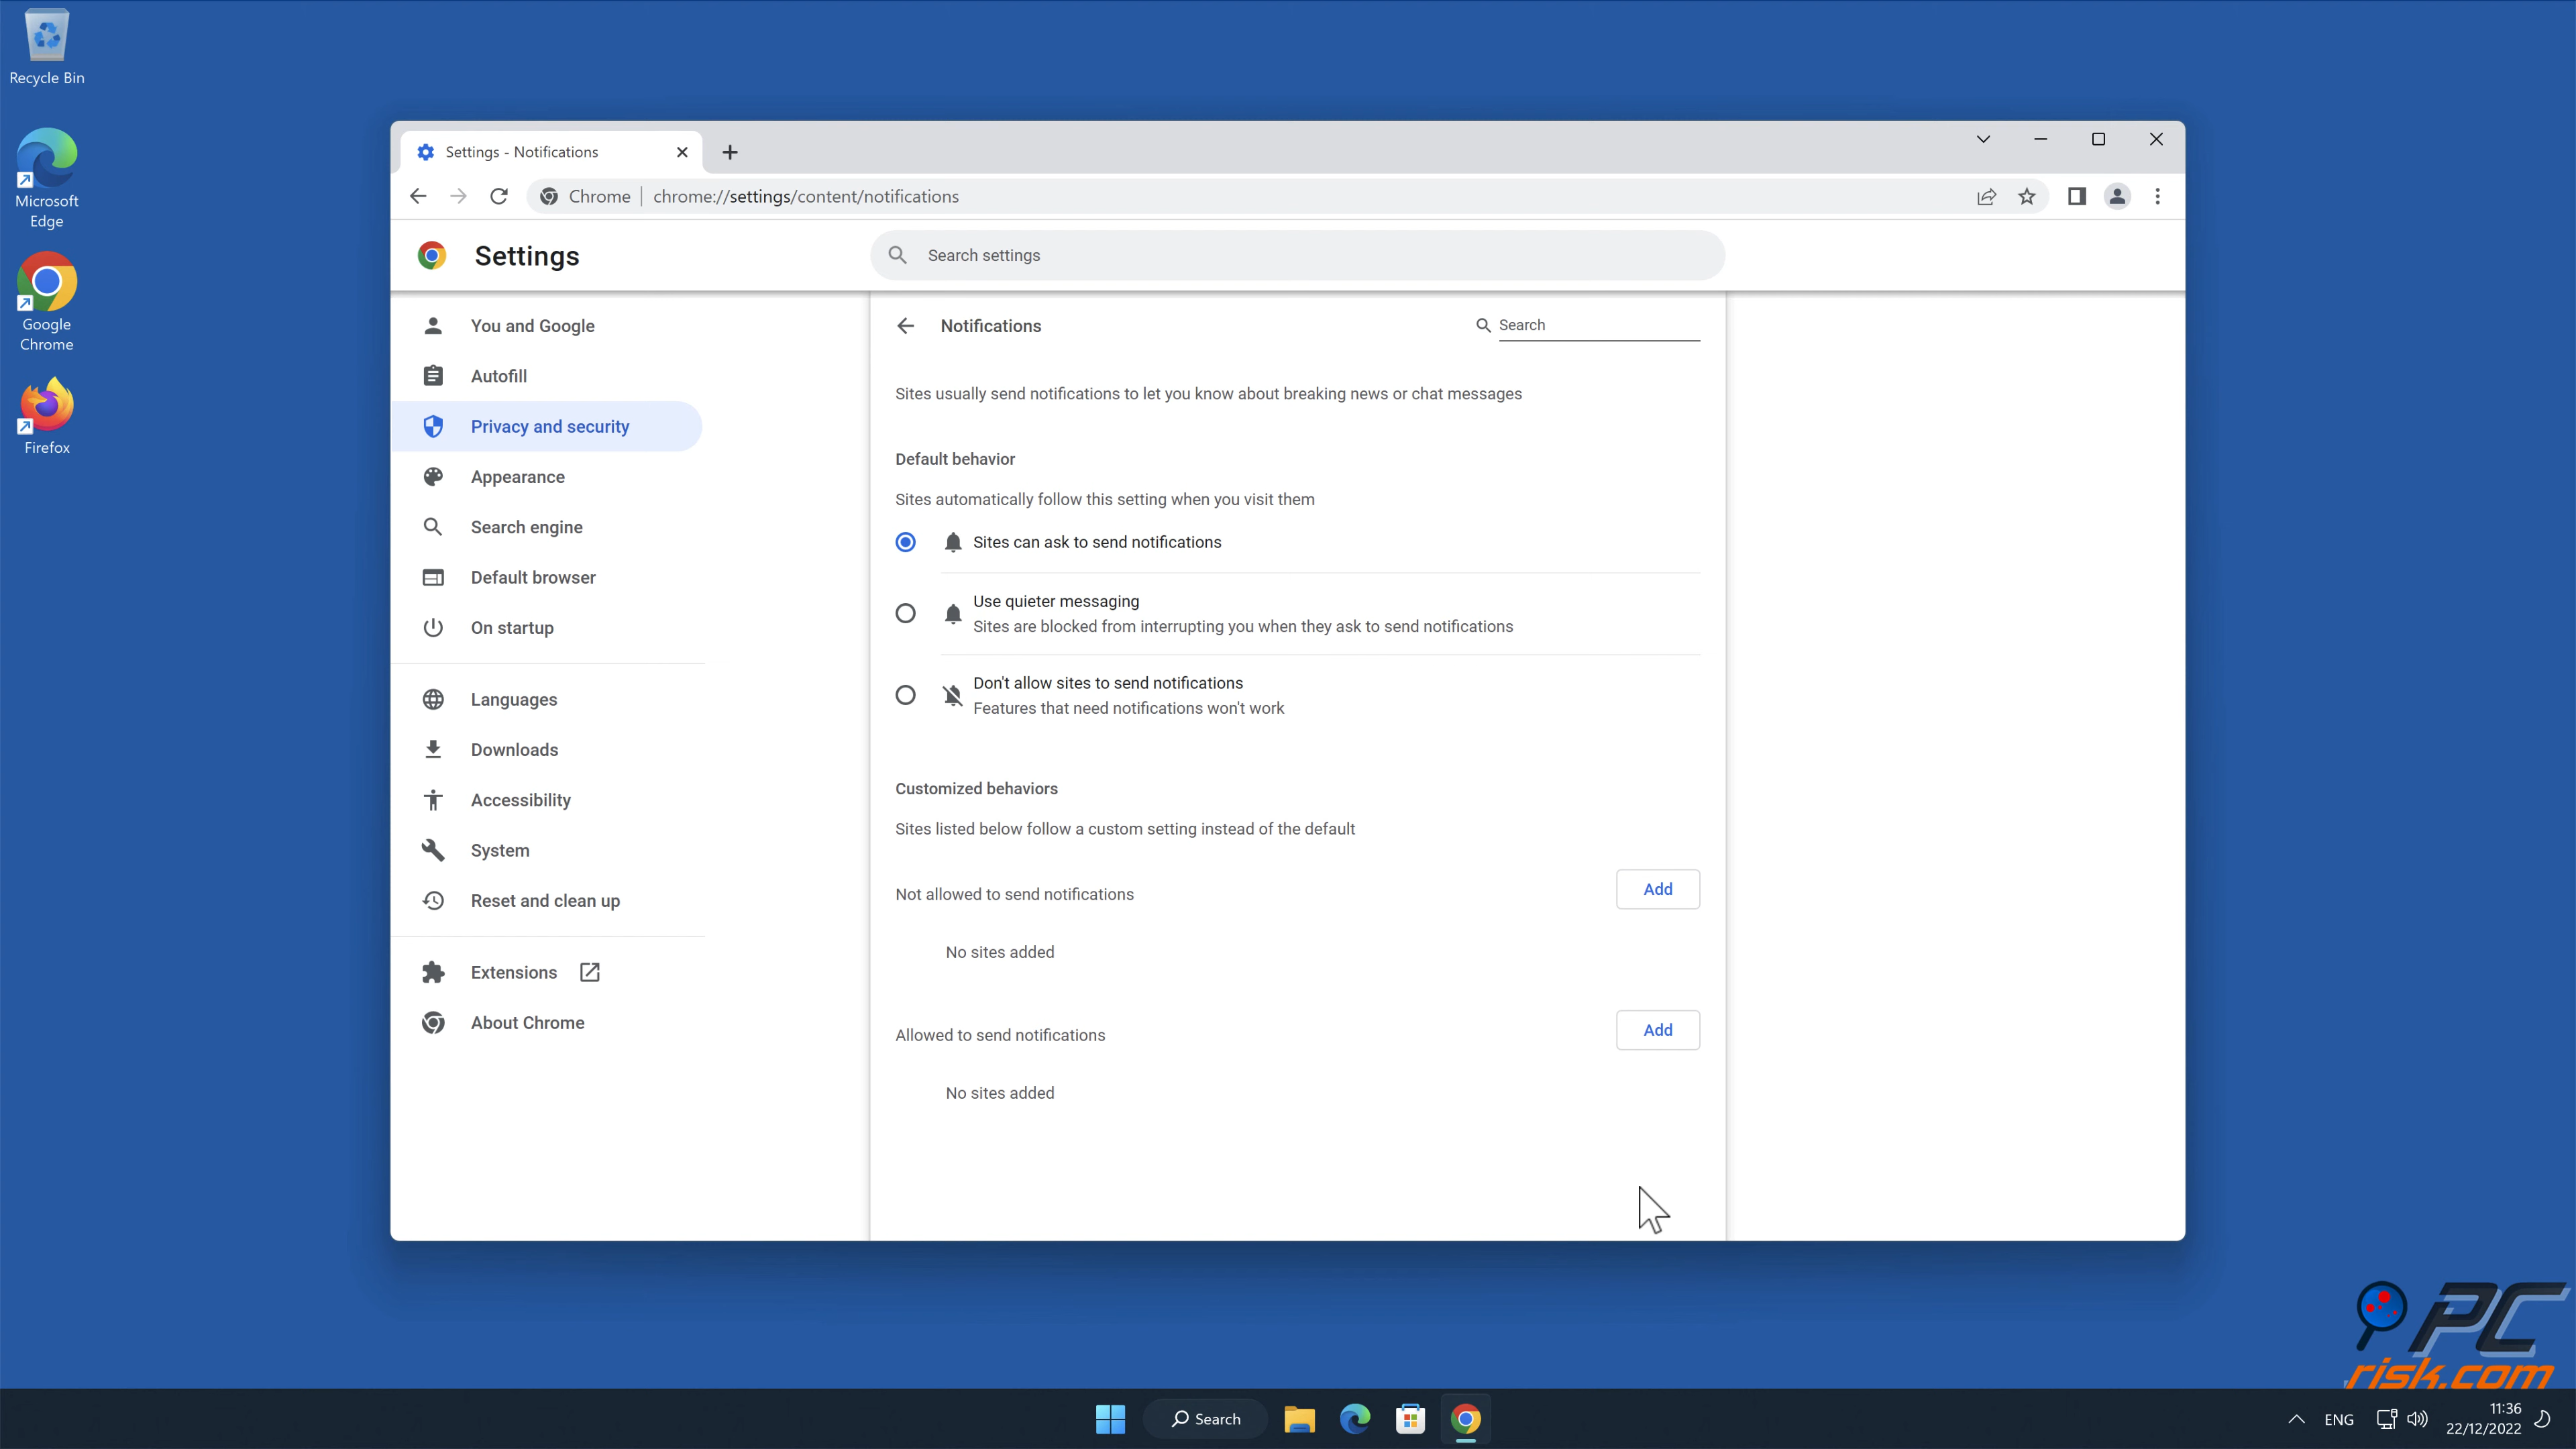 Recycle Bin
Microsoft
Edge
Google
Chrome
Firefox
Settings - Notifications
Chrome
chrome://settings/content/notifications
Settings
Search settings
You and Google
Autofill
Privacy and security
Appearance
Search engine
Default browser
On startup
Languages
Downloads
Accessibility
System
Reset and clean up
Extensions
About Chrome
Notifications
Search
Sites usually send notifications to let you know about breaking news or chat messages
Default behavior
Sites automatically follow this setting when you visit them
Sites can ask to send notifications
Use quieter messaging
Sites are blocked from interrupting you when they ask to send notifications
Don't allow sites to send notifications
Features that need notifications won't work
Customized behaviors
Sites listed below follow a custom setting instead of the default
Not allowed to send notifications
Add
No sites added
Allowed to send notifications
Add
No sites added
PC
risk.com
Search
ENG
11:36
22/12/2022